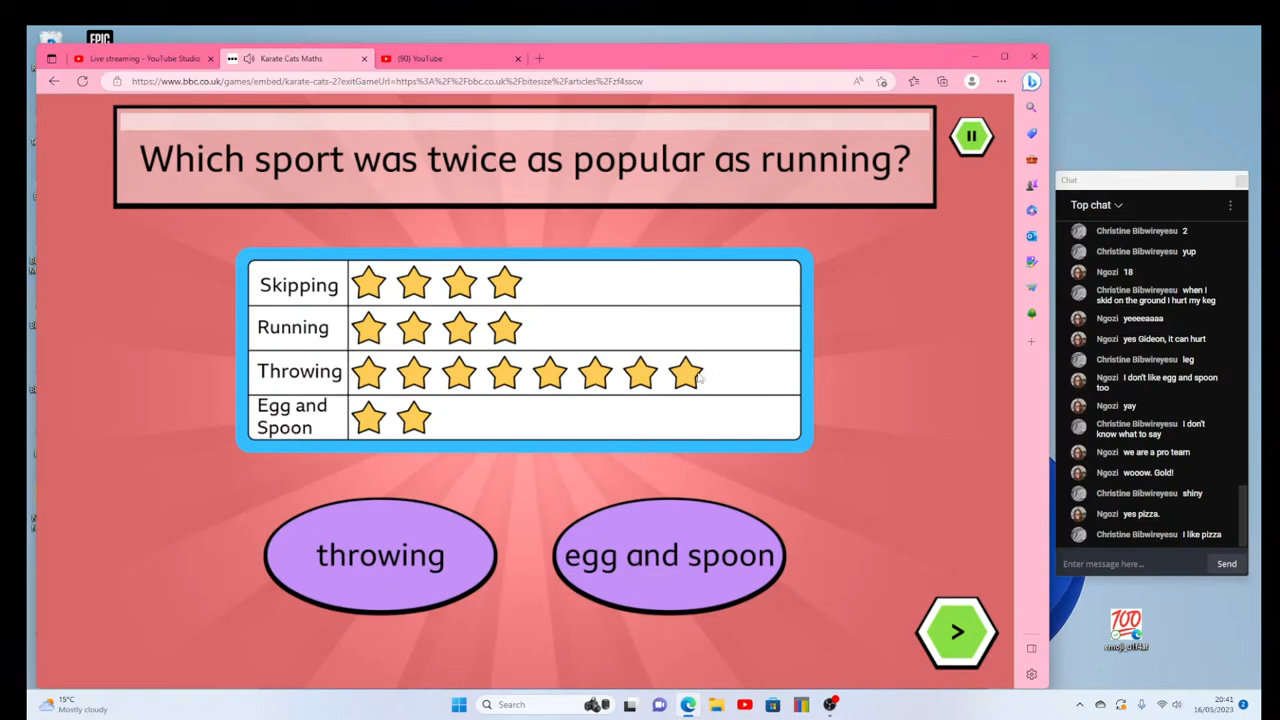 EPIC
Live streaming - YouTube Studio
Karate Cats Maths
(90) YouTube
https://www.bbc.co.uk/games/embed/karate-cats-2?exitGameUrl=https%3A%2F%2Fbbc.co.uk%2Fbitesize%2Farticles%2Fzf4sscw
Which sport was twice as popular as running?
Skipping
Running
Throwing
Egg and
Spoon
throwing
egg and spoon
>
Chat
Top chat
Christine Bibwireyesu 2
Christine Bibwireyesu yup
Ngozi 18
Christine Bibwireyesu when I
skid on the ground I hurt my keg
Ngozi yeeeeaaaa
Ngozi yes Gideon, it can hurt
Christine Bibwireyesu leg
Ngozi I don't like egg and spoon
too
Ngozi yay
Christine Bibwireyesu I don't
know what to say
Ngozi we are a pro team
Ngozi wooow. Gold!
Christine Bibwireyesu shiny
Ngozi yes pizza.
Christine Bibwireyesu I like pizza
Enter message here...
Send
100
15°C
Mostly cloudy
Search
20:41
16/05/2023
2